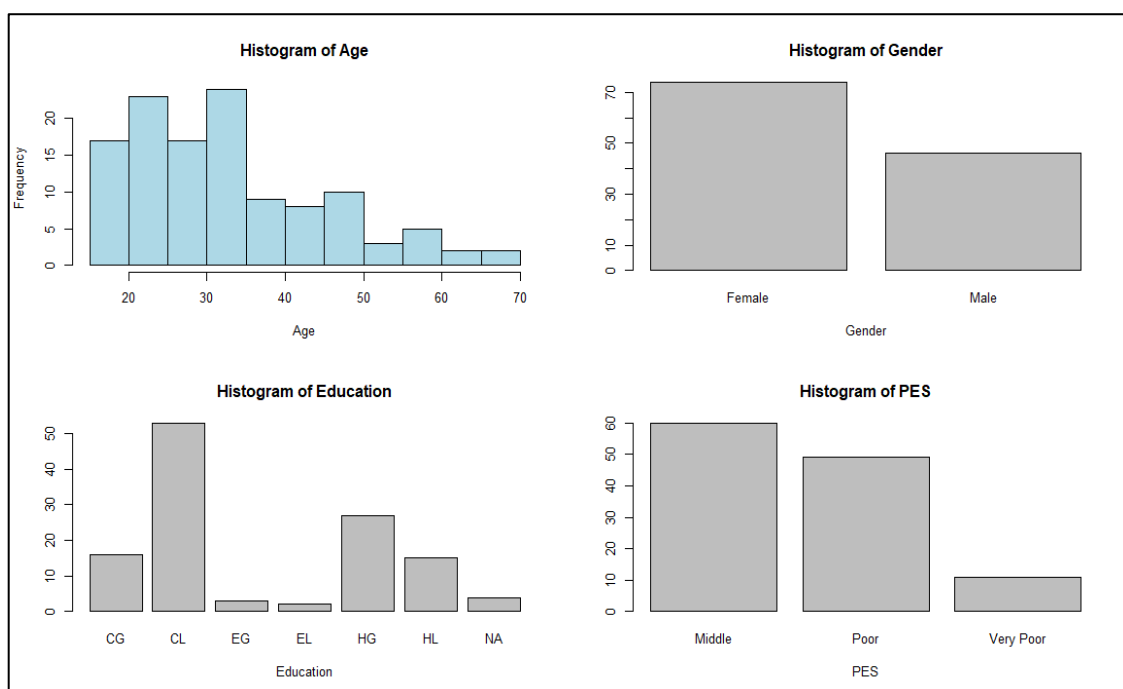 Histogram of Age
Frequency
20
15
10
5
0
20 30 40 50 60 70
Age
Histogram of Gender
70
50
30
10
0
Female Male
Gender
Histogram of Education
50
40
30
20
10
0
CG CL EG EL HG HL NA
Education
Histogram of PES
60
50
40
30
20
10
0
Middle Poor Very Poor
PES